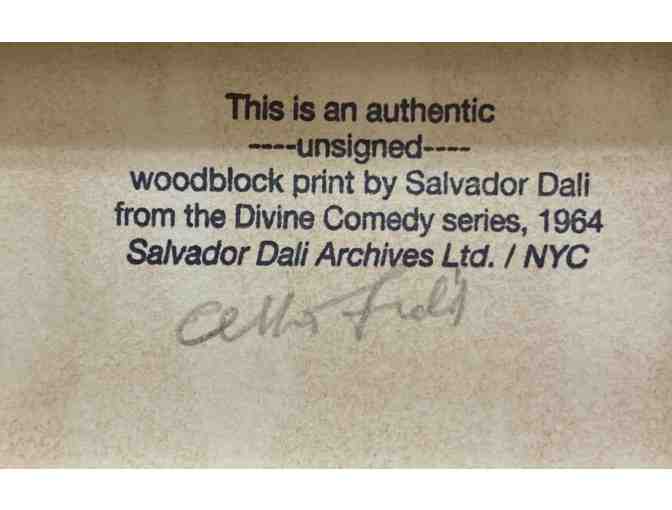 This is an authentic
----unsigned----
woodblock print by Salvador Dali
from the Divine Comedy series, 1964
Salvador Dali Archives Ltd. / NYC